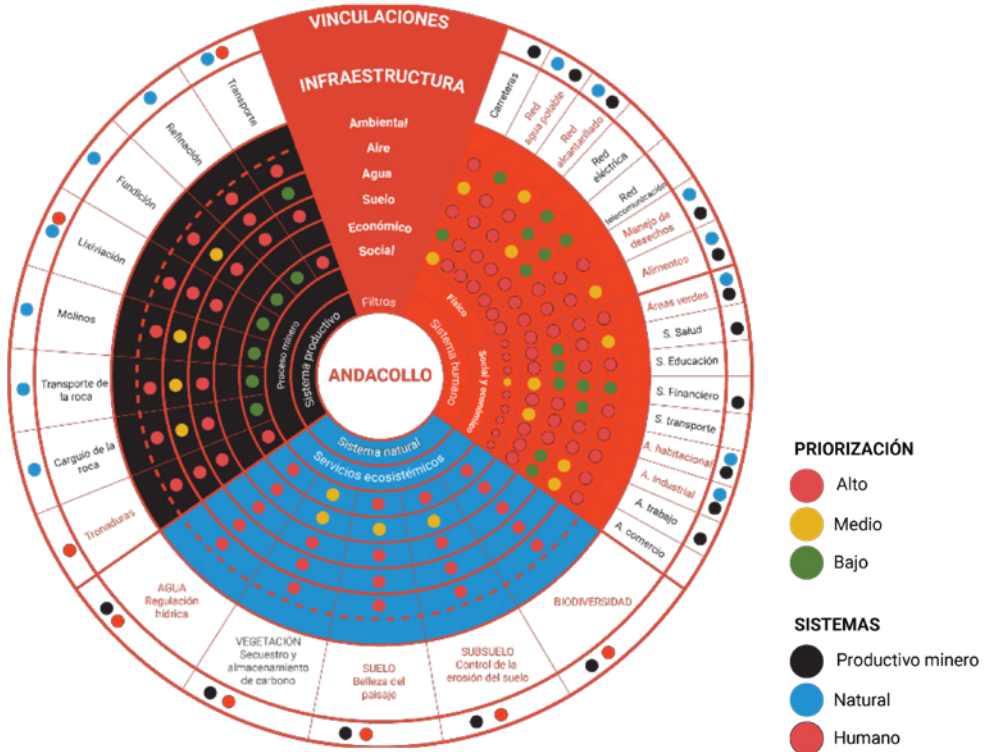 VINCULACIONES
INFRAESTRUCTURA
Ambiental
Aire
Agua
Suelo
Económico
Social
Filtros
Carreteras
Red
agua potable
Red
alcantarillado
Red
eléctrica
Red
telecomunicación
Manejo de
desechos
Alimentos
Áreas verdes
S. Salud
S. Educación
S. Financiero
S. transporte
A. habitacional
A. industrial
A. trabajo
A. comercio
BIODIVERSIDAD
SUBSUELO
Control de la
erosión del suelo
SUELO
Belleza del
paisaje
VEGETACIÓN
Secuestro y
almacenamiento
de carbono
AGUA
Regulación
hídrica
Tronaduras
Carguio de la
roca
Transporte de
la roca
Molinos
Lixiviación
Fundición
Refinación
Transporte
Proceso minero
Sistema productivo
Físico
Sistema humano
Social y económico
ANDACOLLO
Sistema natural
Servicios ecosistémicos
PRIORIZACIÓN
Alto
Medio
Bajo
SISTEMAS
Productivo minero
Natural
Humano